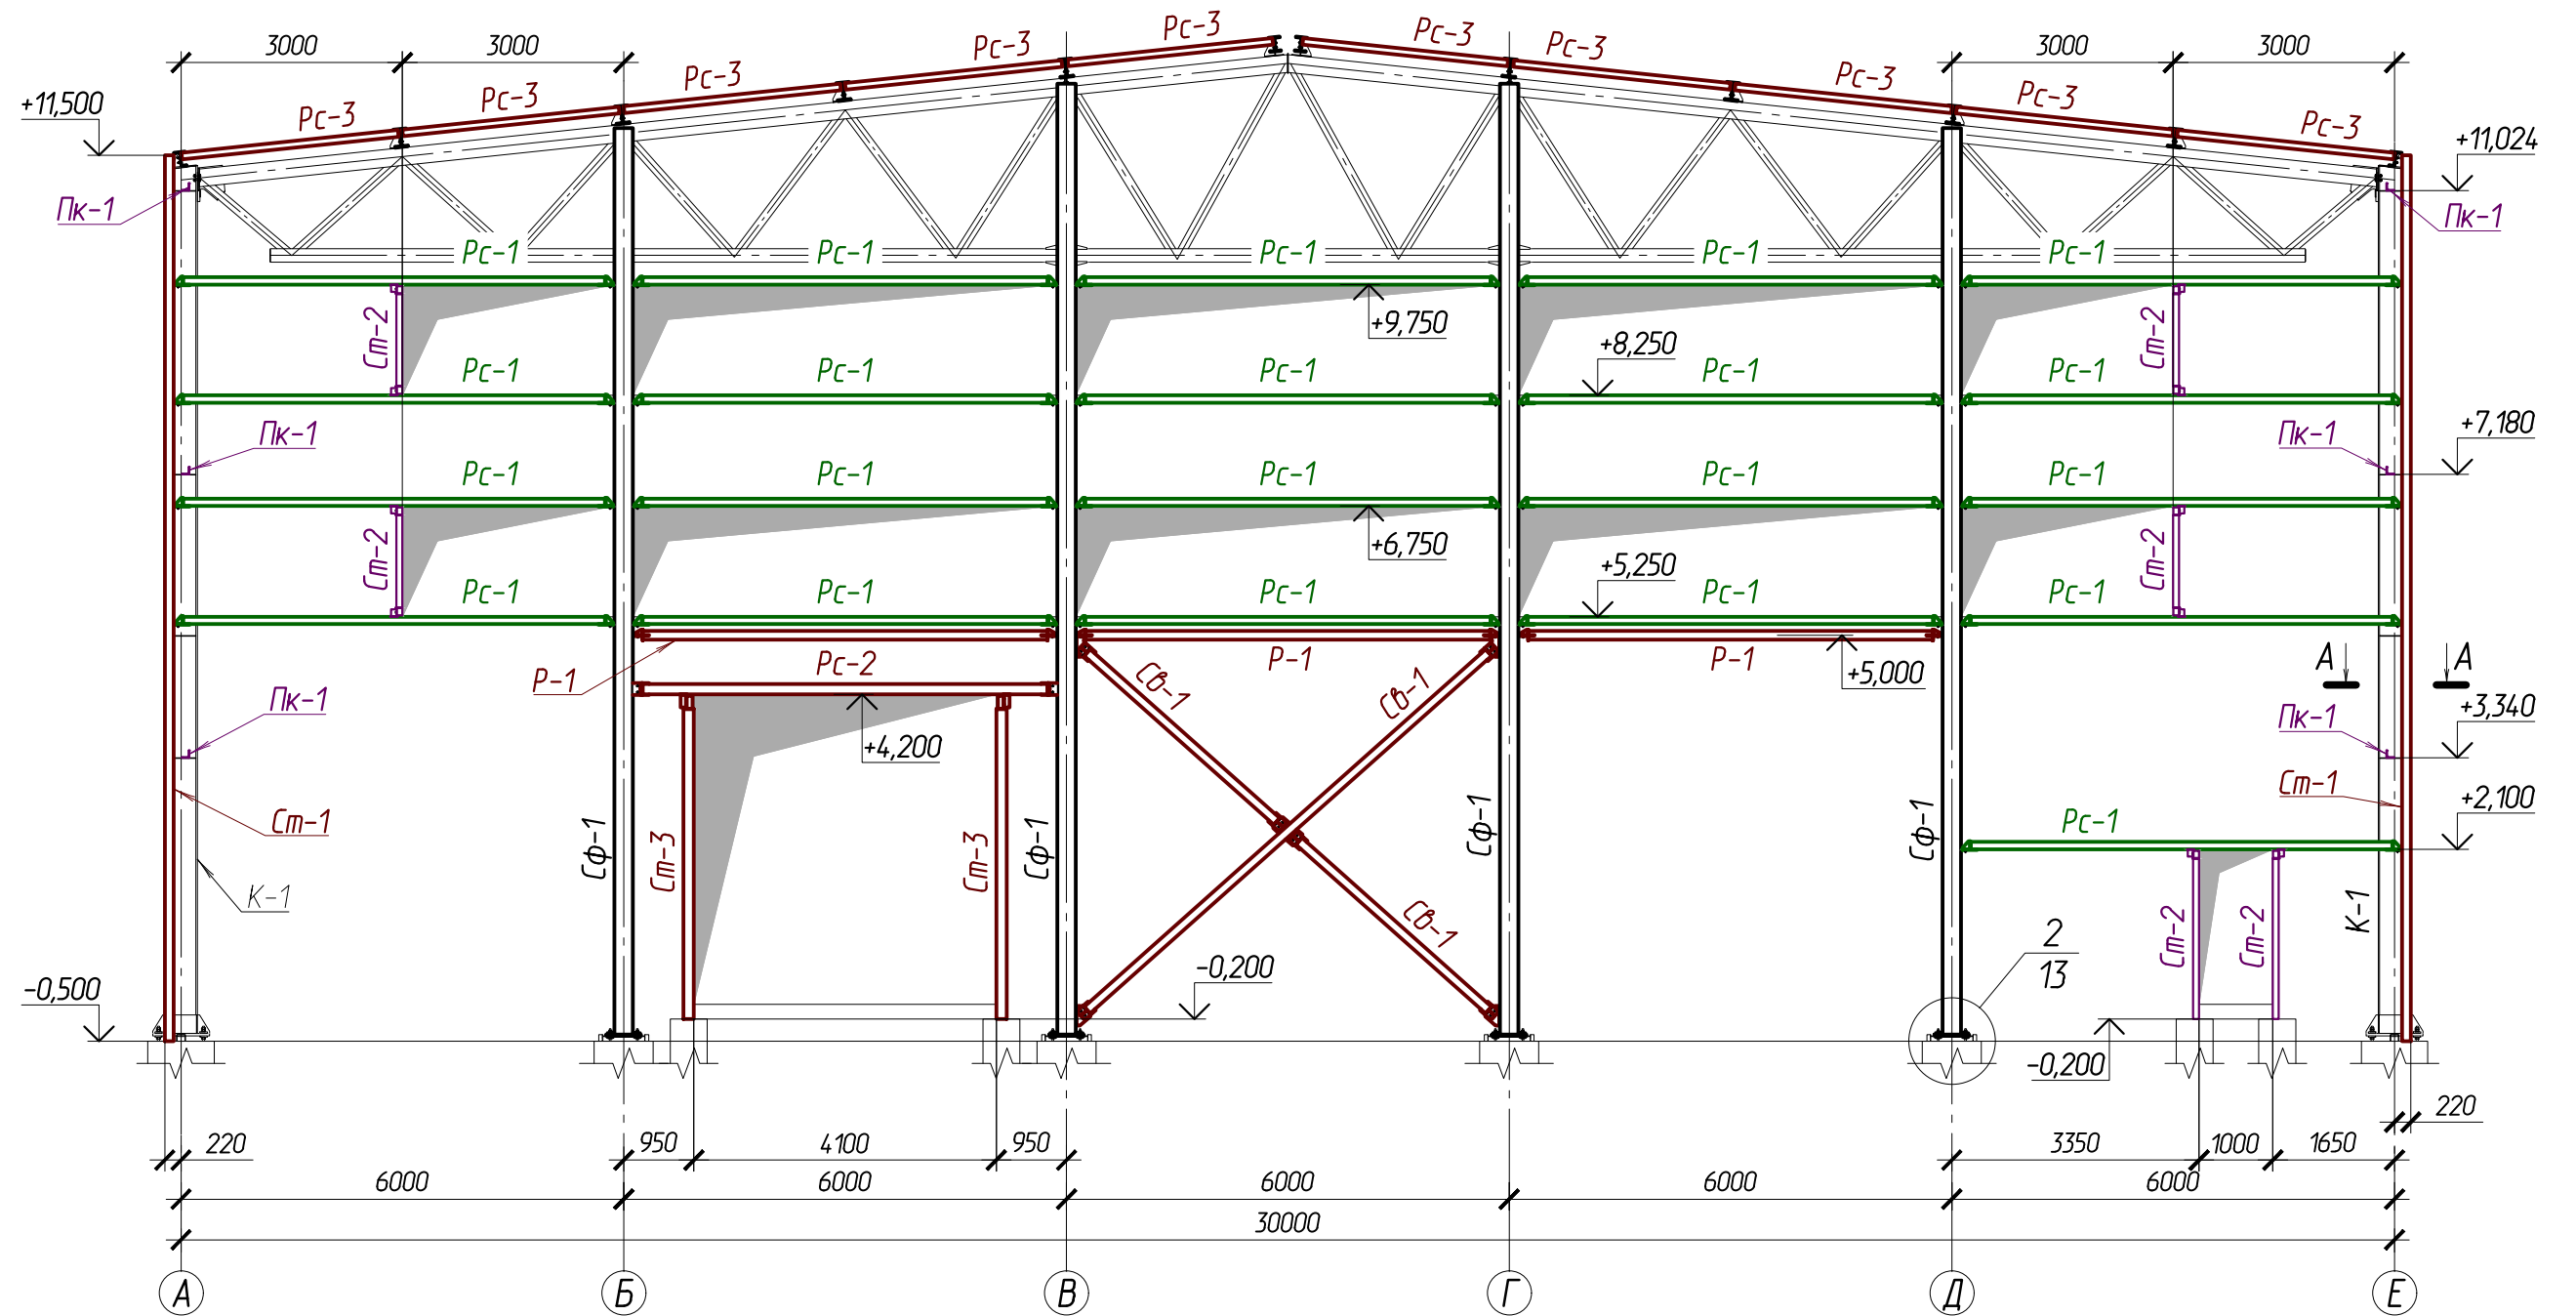 Рс-3 Рс-3 Рс-3 Рс-3
3000 3000 Рс-3 Рс-3 3000 3000
Рс-3 Рс-3
+11,500 Рс-3 Рс-3
+11,024
Пк-1 Пк-1
Рс-1 Рс-1 Рс-1 Рс-1 Рс-1
Ст-2 +9,750 +8,250 Ст-2
Рс-1 Рс-1 Рс-1 Рс-1 Рс-1
Пк-1 Пк-1 +7,180
Рс-1 Рс-1 Рс-1 Рс-1 Рс-1
Ст-2 +6,750 +5,250 Ст-2
Рс-1 Рс-1 Рс-1 Рс-1 Рс-1
Р-1 Рс-2 Св-1 Р-1 Св-1 Р-1 +5,000 А А
Пк-1 +4,200 Пк-1 +3,340
Ст-1 Ст-1 +2,100
Рс-1
Сф-1 Ст-3 Ст-3 Сф-1 Сф-1 Сф-1
К-1 Св-1 2 Ст-2 Ст-2 К-1
-0,500 -0,200 13
-0,200
220
220 950 4100 950 3350 1000 1650
6000 6000 6000 6000 6000
30000
А Б В Г Д Е